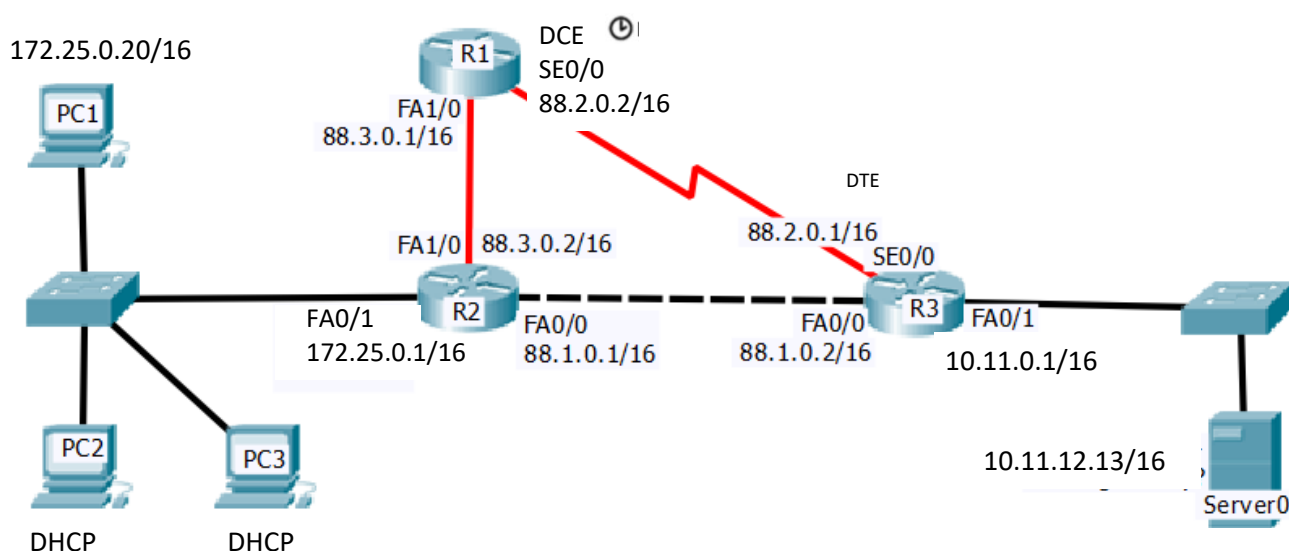 172.25.0.20/16
PC1
R1
DCE
SE0/0
88.2.0.2/16
FA1/0
88.3.0.1/16
DTE
88.2.0.1/16
SE0/0
FA1/0
88.3.0.2/16
R2
R3
FA0/1
172.25.0.1/16
FA0/0
88.1.0.1/16
FA0/0
88.1.0.2/16
FA0/1
10.11.0.1/16
PC2
PC3
DHCP
DHCP
10.11.12.13/16
Server0